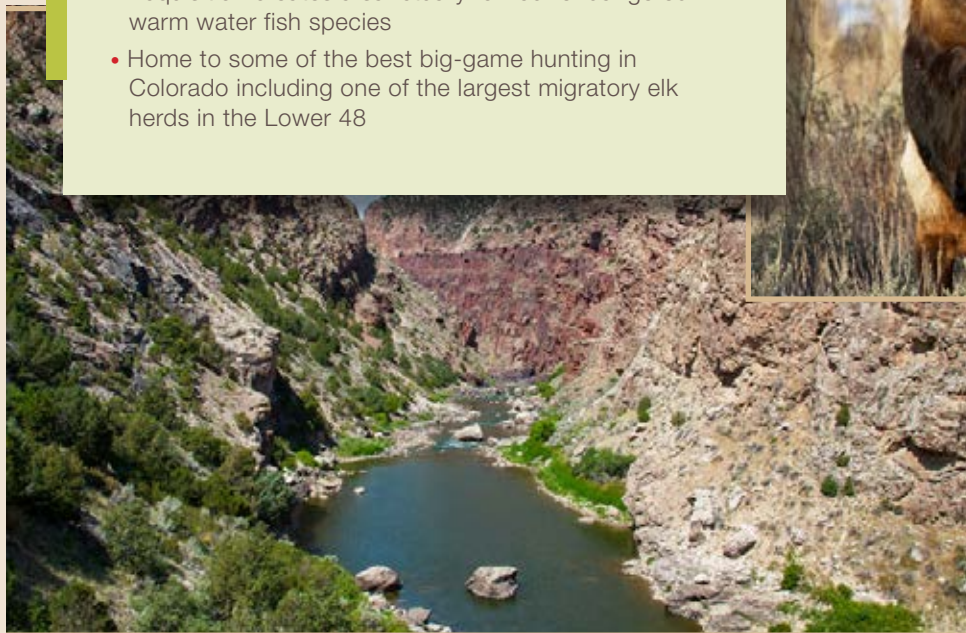 warm water fish species
• Home to some of the best big-game hunting in
Colorado including one of the largest migratory elk
herds in the Lower 48